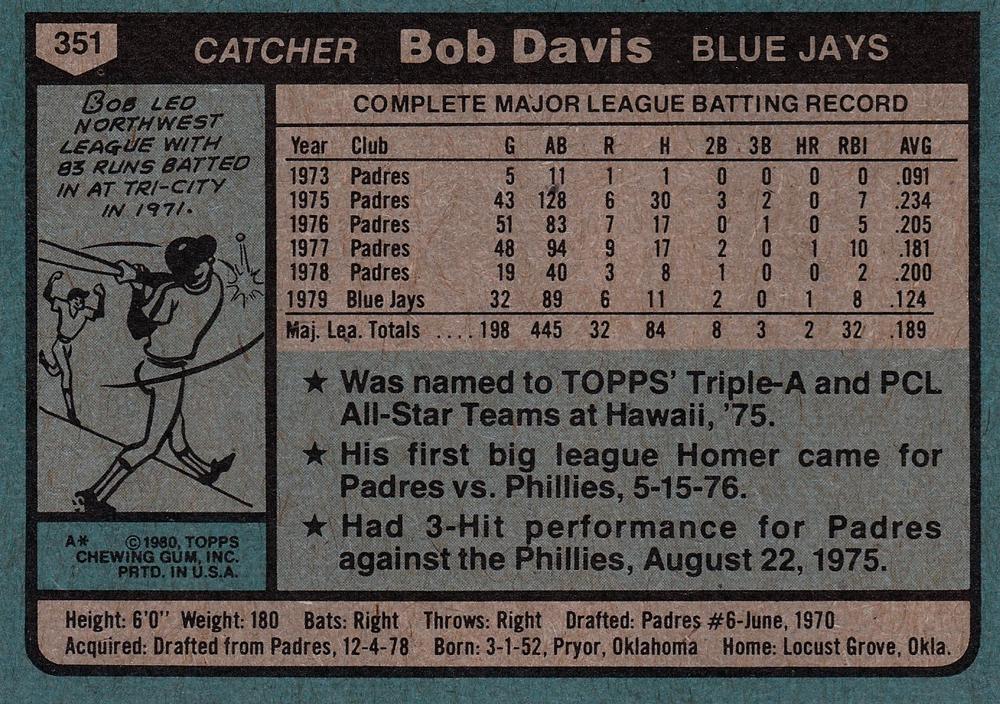 351 CATCHER Bob Davis BLUE JAYS
BOB LED
NORTHWEST
LEAGUE WITH
83 RUNS BATTED
IN AT TRI-CITY
IN 1971.
A* ©1980, TOPPS
CHEWING GUM, INC.
PRTD. IN U.S.A.
COMPLETE MAJOR LEAGUE BATTING RECORD
Year Club G AB R H 2B 3B HR RBI AVG
1973 Padres 5 11 1 1 0 0 0 0 .091
1975 Padres 43 128 6 30 3 2 0 7 .234
1976 Padres 51 83 7 17 0 1 0 5 .205
1977 Padres 48 94 9 17 2 0 1 10 .181
1978 Padres 19 40 3 8 1 0 0 2 .200
1979 Blue Jays 32 89 6 11 2 0 1 8 .124
Maj. Lea. Totals .... 198 445 32 84 8 3 2 32 .189
★ Was named to TOPPS' Triple-A and PCL
All-Star Teams at Hawaii, '75.
★ His first big league Homer came for
Padres vs. Phillies, 5-15-76.
★ Had 3-Hit performance for Padres
against the Phillies, August 22, 1975.
Height: 6'0" Weight: 180 Bats: Right Throws: Right Drafted: Padres #6-June, 1970
Acquired: Drafted from Padres, 12-4-78 Born: 3-1-52, Pryor, Oklahoma Home: Locust Grove, Okla.